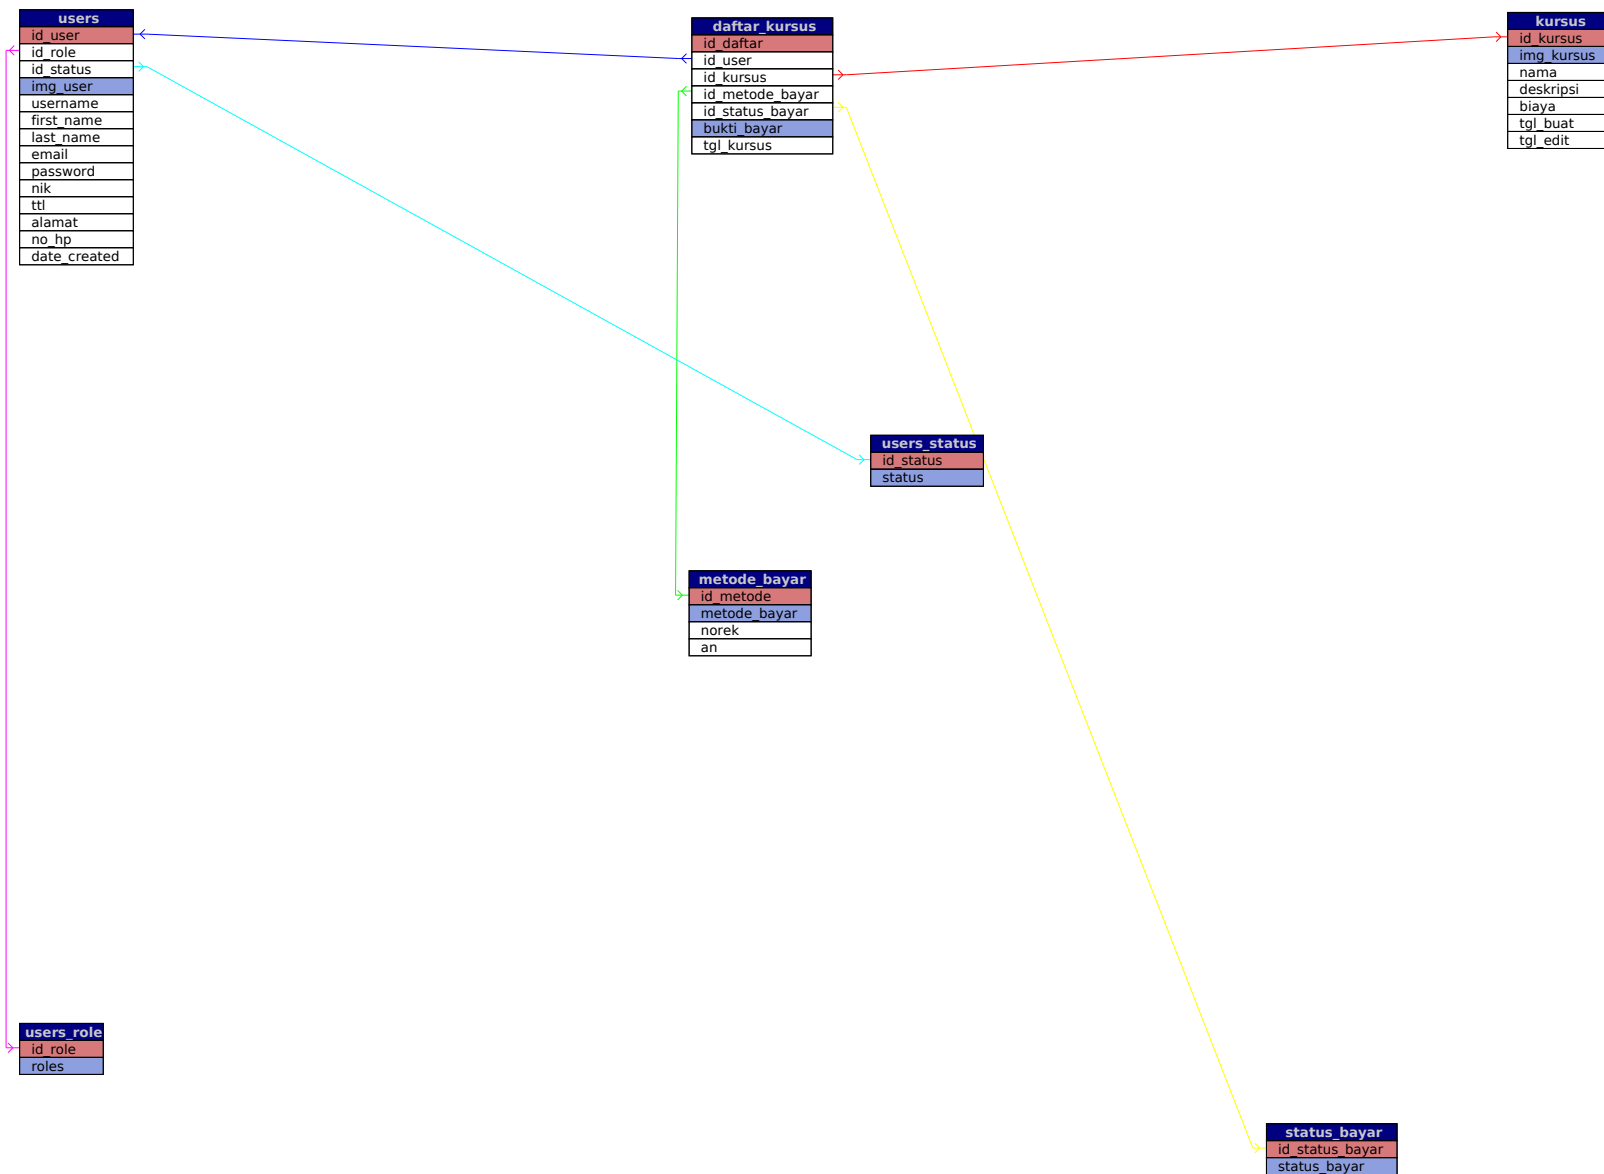 users
id_user
id_role
id_status
img_user
username
first_name
last_name
email
password
nik
ttl
alamat
no_hp
date_created
daftar_kursus
id_daftar
id_user
id_kursus
id_metode_bayar
id_status_bayar
bukti_bayar
tgl_kursus
kursus
id_kursus
img_kursus
nama
deskripsi
biaya
tgl_buat
tgl_edit
users_status
id_status
status
metode_bayar
id_metode
metode_bayar
norek
an
users_role
id_role
roles
status_bayar
id_status_bayar
status_bayar